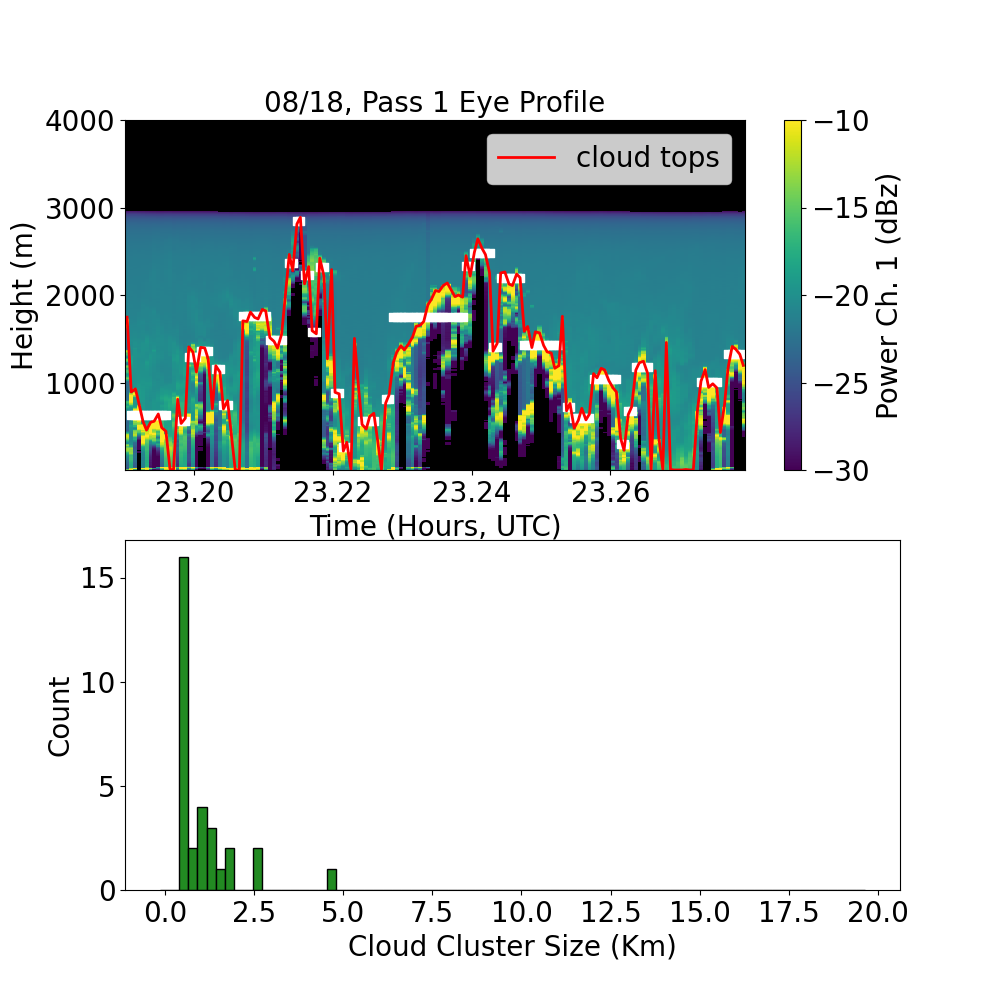 08/18, Pass 1 Eye Profile
4000
3000
2000
1000
Height (m)
cloud tops
23.20 23.22 23.24 23.26
Time (Hours, UTC)
−10
−15
−20
−25
−30
Power Ch. 1 (dBz)
15
10
5
0
Count
0.0 2.5 5.0 7.5 10.0 12.5 15.0 17.5 20.0
Cloud Cluster Size (Km)